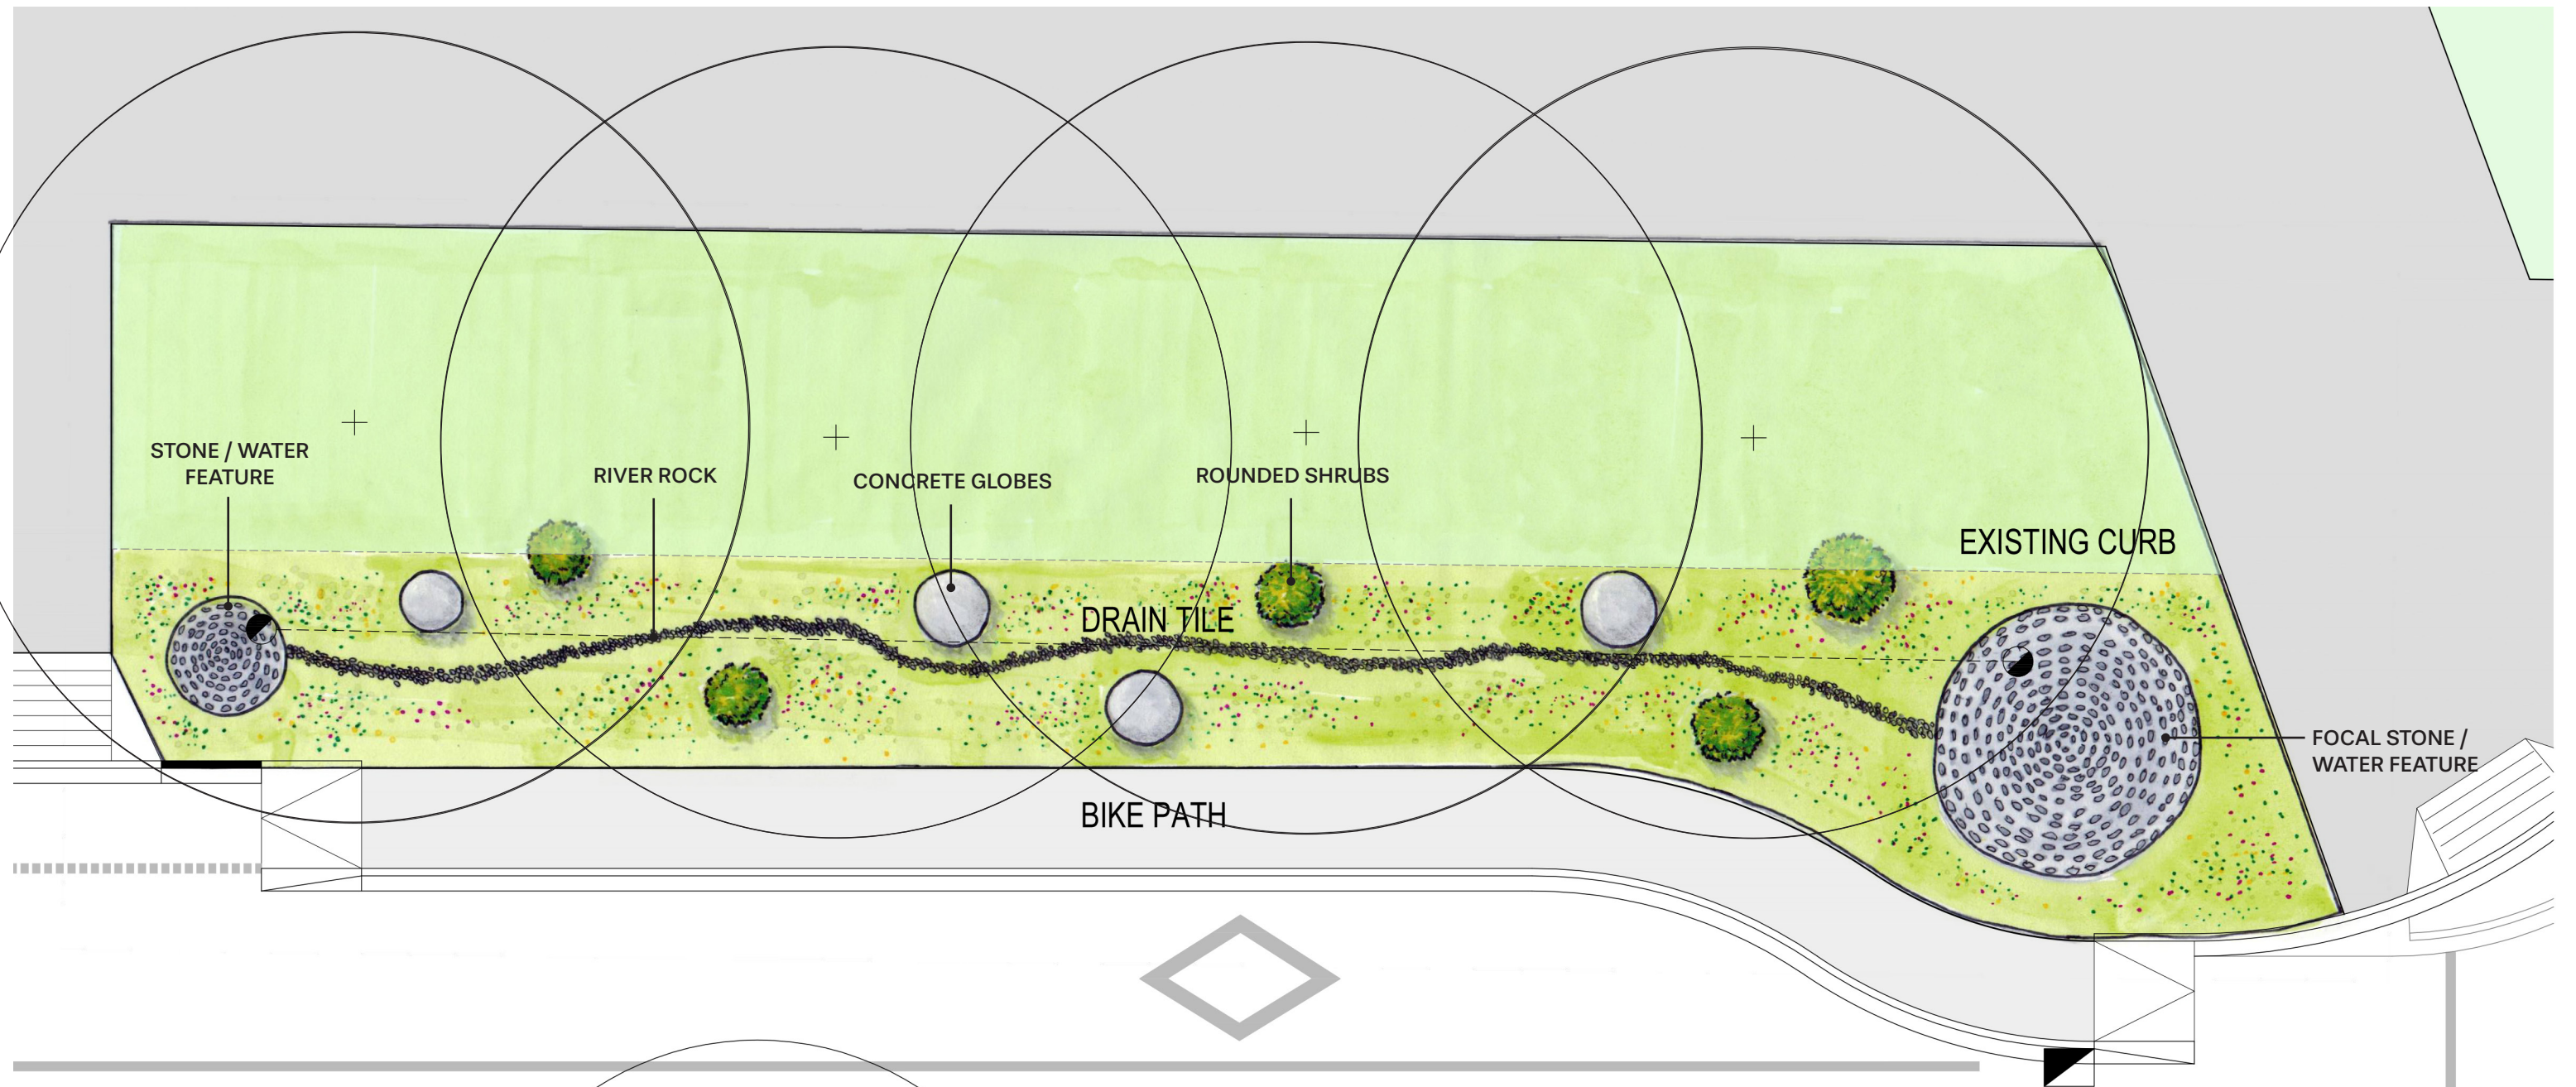 STONE / WATER
FEATURE
RIVER ROCK
CONCRETE GLOBES
ROUNDED SHRUBS
EXISTING CURB
DRAIN TILE
FOCAL STONE /
WATER FEATURE
BIKE PATH